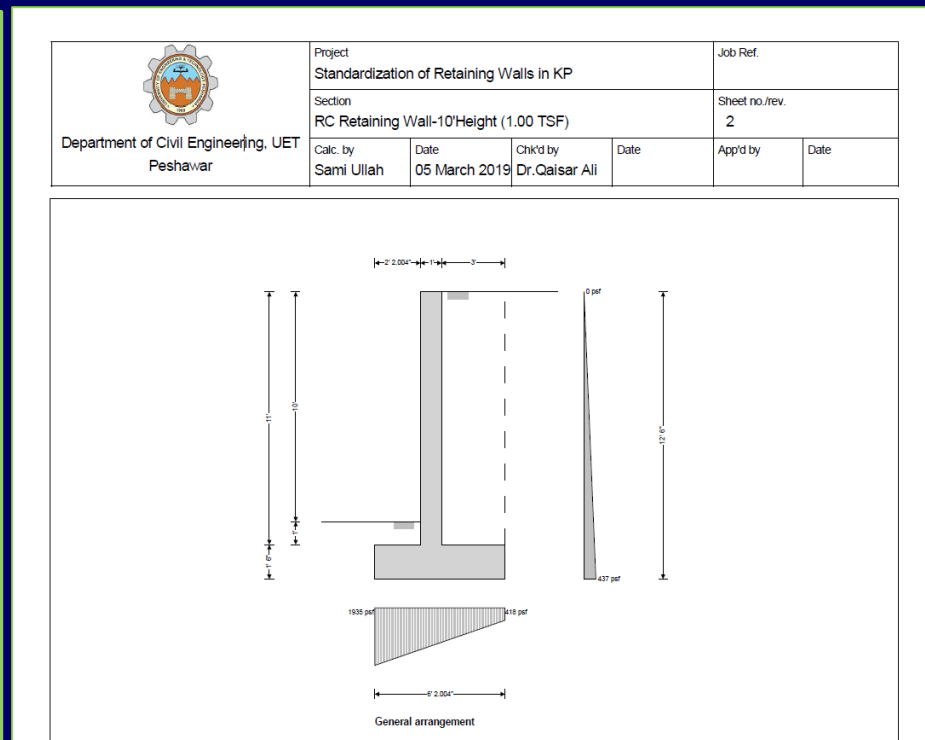 Department of Civil Engineering, UET
Peshawar
Project
Standardization of Retaining Walls in KP
Job Ref.
Section
RC Retaining Wall-10'Height (1.00 TSF)
Sheet no./rev.
2
Calc. by
Sami Ullah
Date
05 March 2019
Chk'd by
Dr.Qaisar Ali
Date
App'd by
Date
2' 2.004"
1'
3'
0 psf
11'
10'
12' 6"
1'
1' 6"
437 psf
1935 psf
418 psf
6' 2.004"
General arrangement